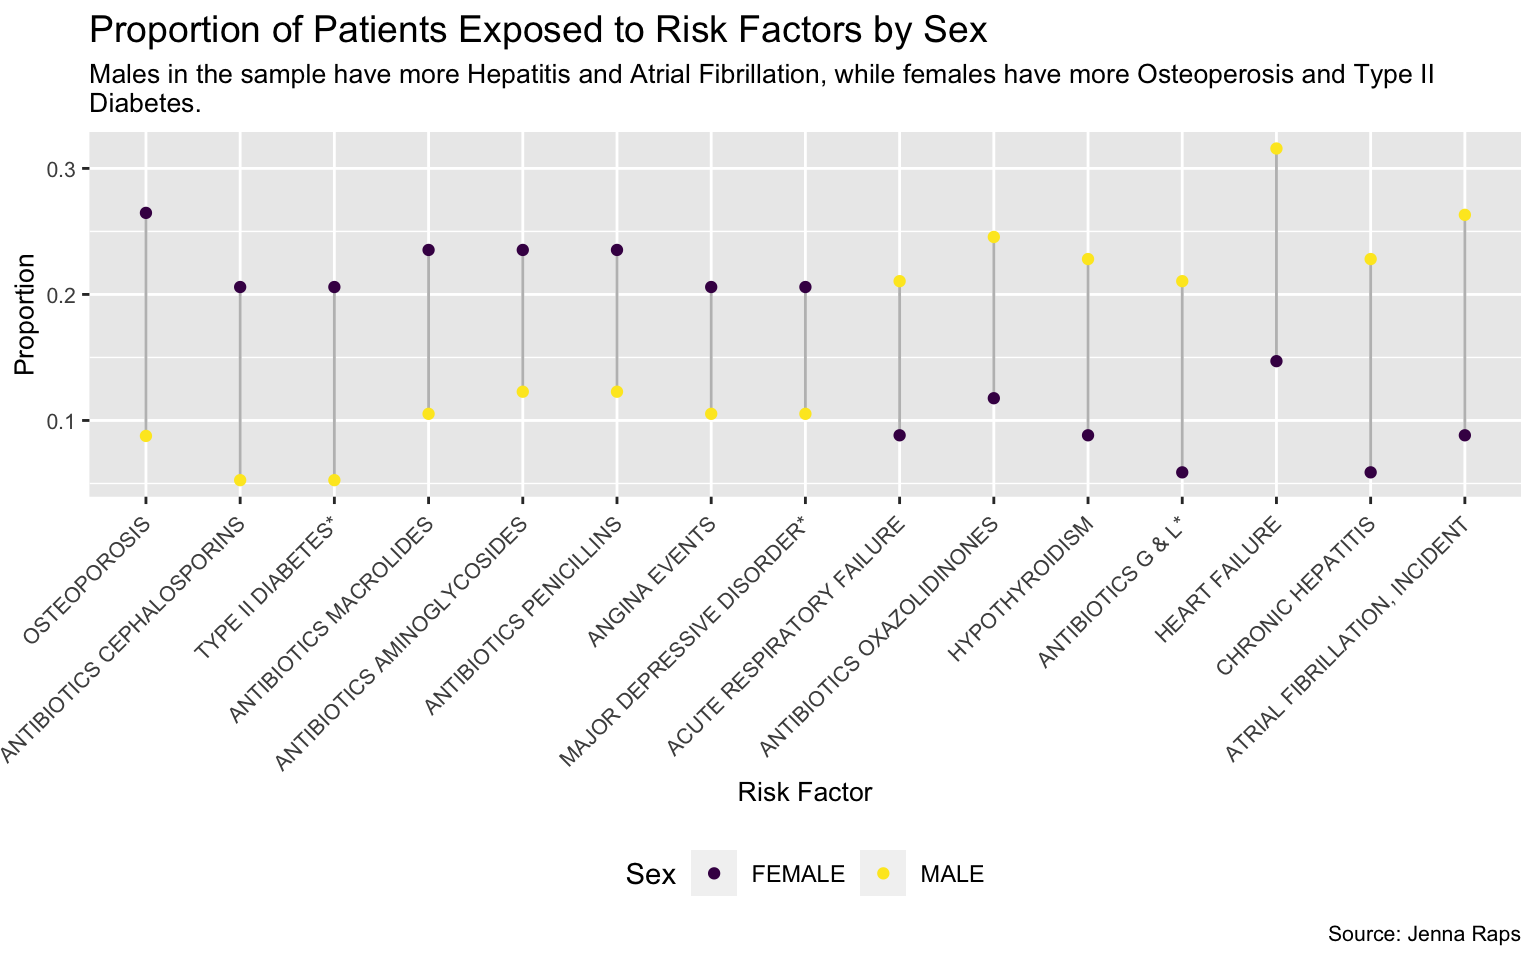 Proportion of Patients Exposed to Risk Factors by Sex
Males in the sample have more Hepatitis and Atrial Fibrillation, while females have more Osteoperosis and Type II
Diabetes.
Proportion
0.3
0.2
0.1
OSTEOPOROSIS
ANTIBIOTICS CEPHALOSPORINS
TYPE II DIABETES*
ANTIBIOTICS MACROLIDES
ANTIBIOTICS AMINOGLYCOSIDES
ANTIBIOTICS PENICILLINS
ANGINA EVENTS
MAJOR DEPRESSIVE DISORDER*
ACUTE RESPIRATORY FAILURE
ANTIBIOTICS OXAZOLIDINONES
HYPOTHYROIDISM
ANTIBIOTICS G & L*
HEART FAILURE
CHRONIC HEPATITIS
ATRIAL FIBRILLATION, INCIDENT
Risk Factor
Sex FEMALE MALE
Source: Jenna Raps